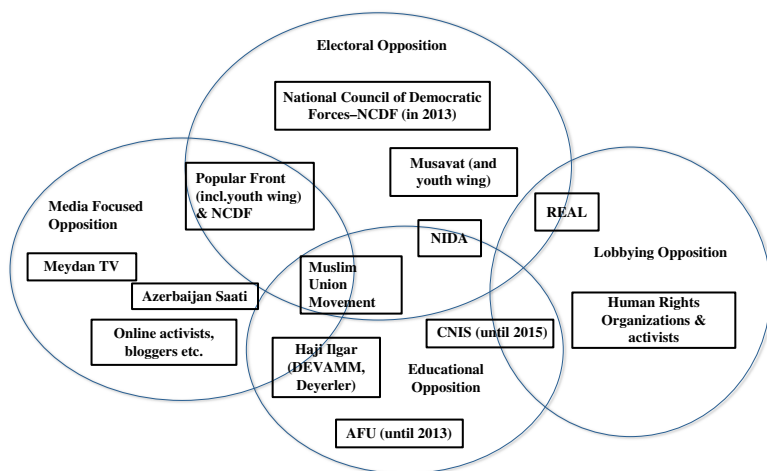 Electoral Opposition
National Council of Democratic
Forces–NCDF (in 2013)
Musavat (and
youth wing)
Popular Front
(incl.youth wing)
& NCDF
Media Focused
Opposition
REAL
NIDA
Lobbying Opposition
Meydan TV
Muslim
Union
Movement
Azerbaijan Saati
Human Rights
Organizations &
activists
Online activists,
bloggers etc.
CNIS (until 2015)
Haji Ilgar
(DEVAMM,
Deyerler)
Educational
Opposition
AFU (until 2013)